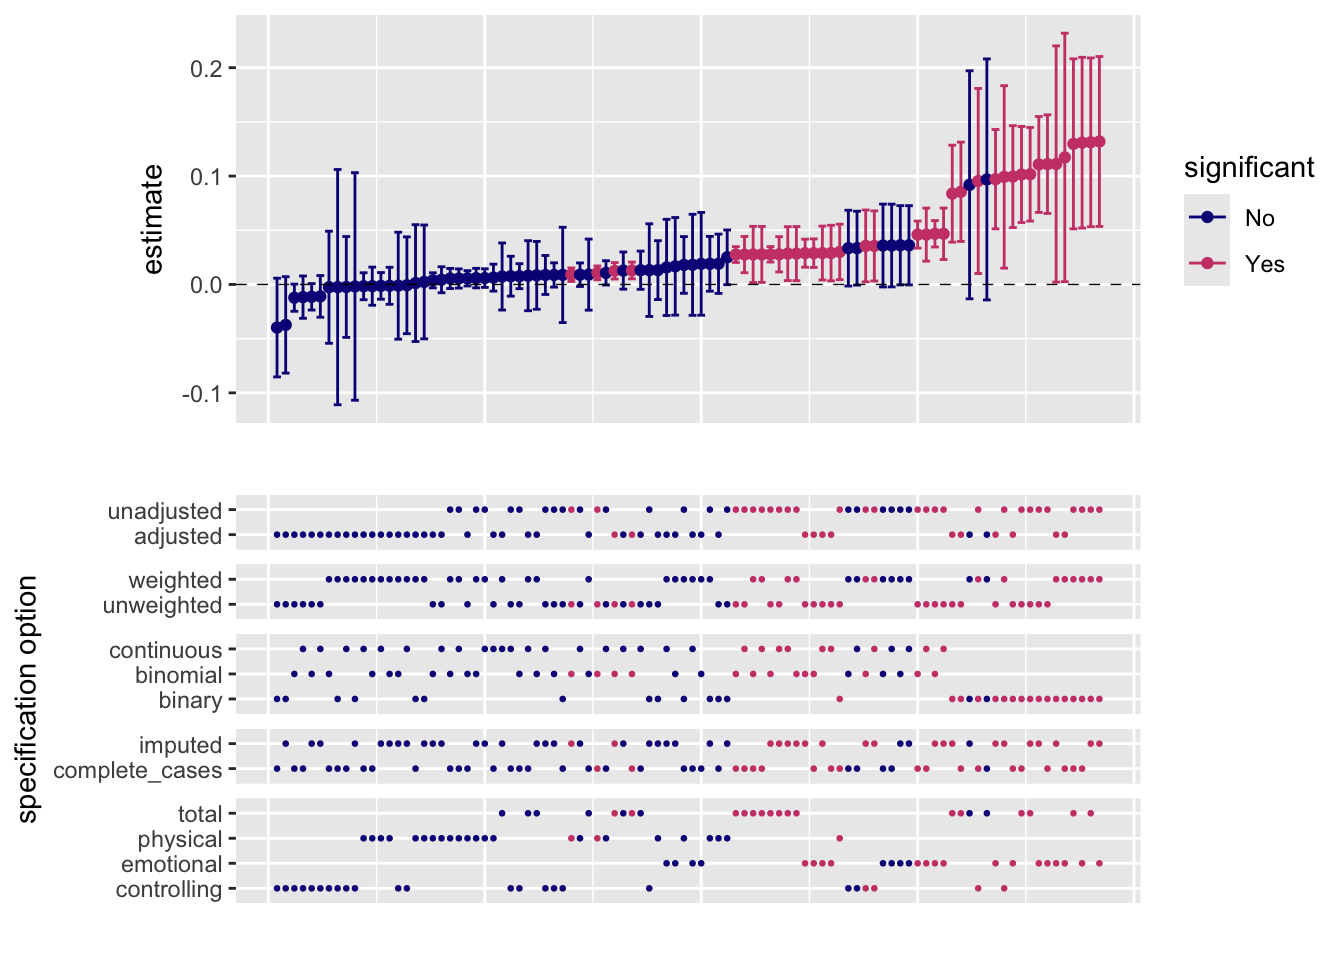 estimate
0.2
0.1
0.0
-0.1
significant
No
Yes
specification option
unadjusted
adjusted
weighted
unweighted
continuous
binomial
binary
imputed
complete_cases
total
physical
emotional
controlling